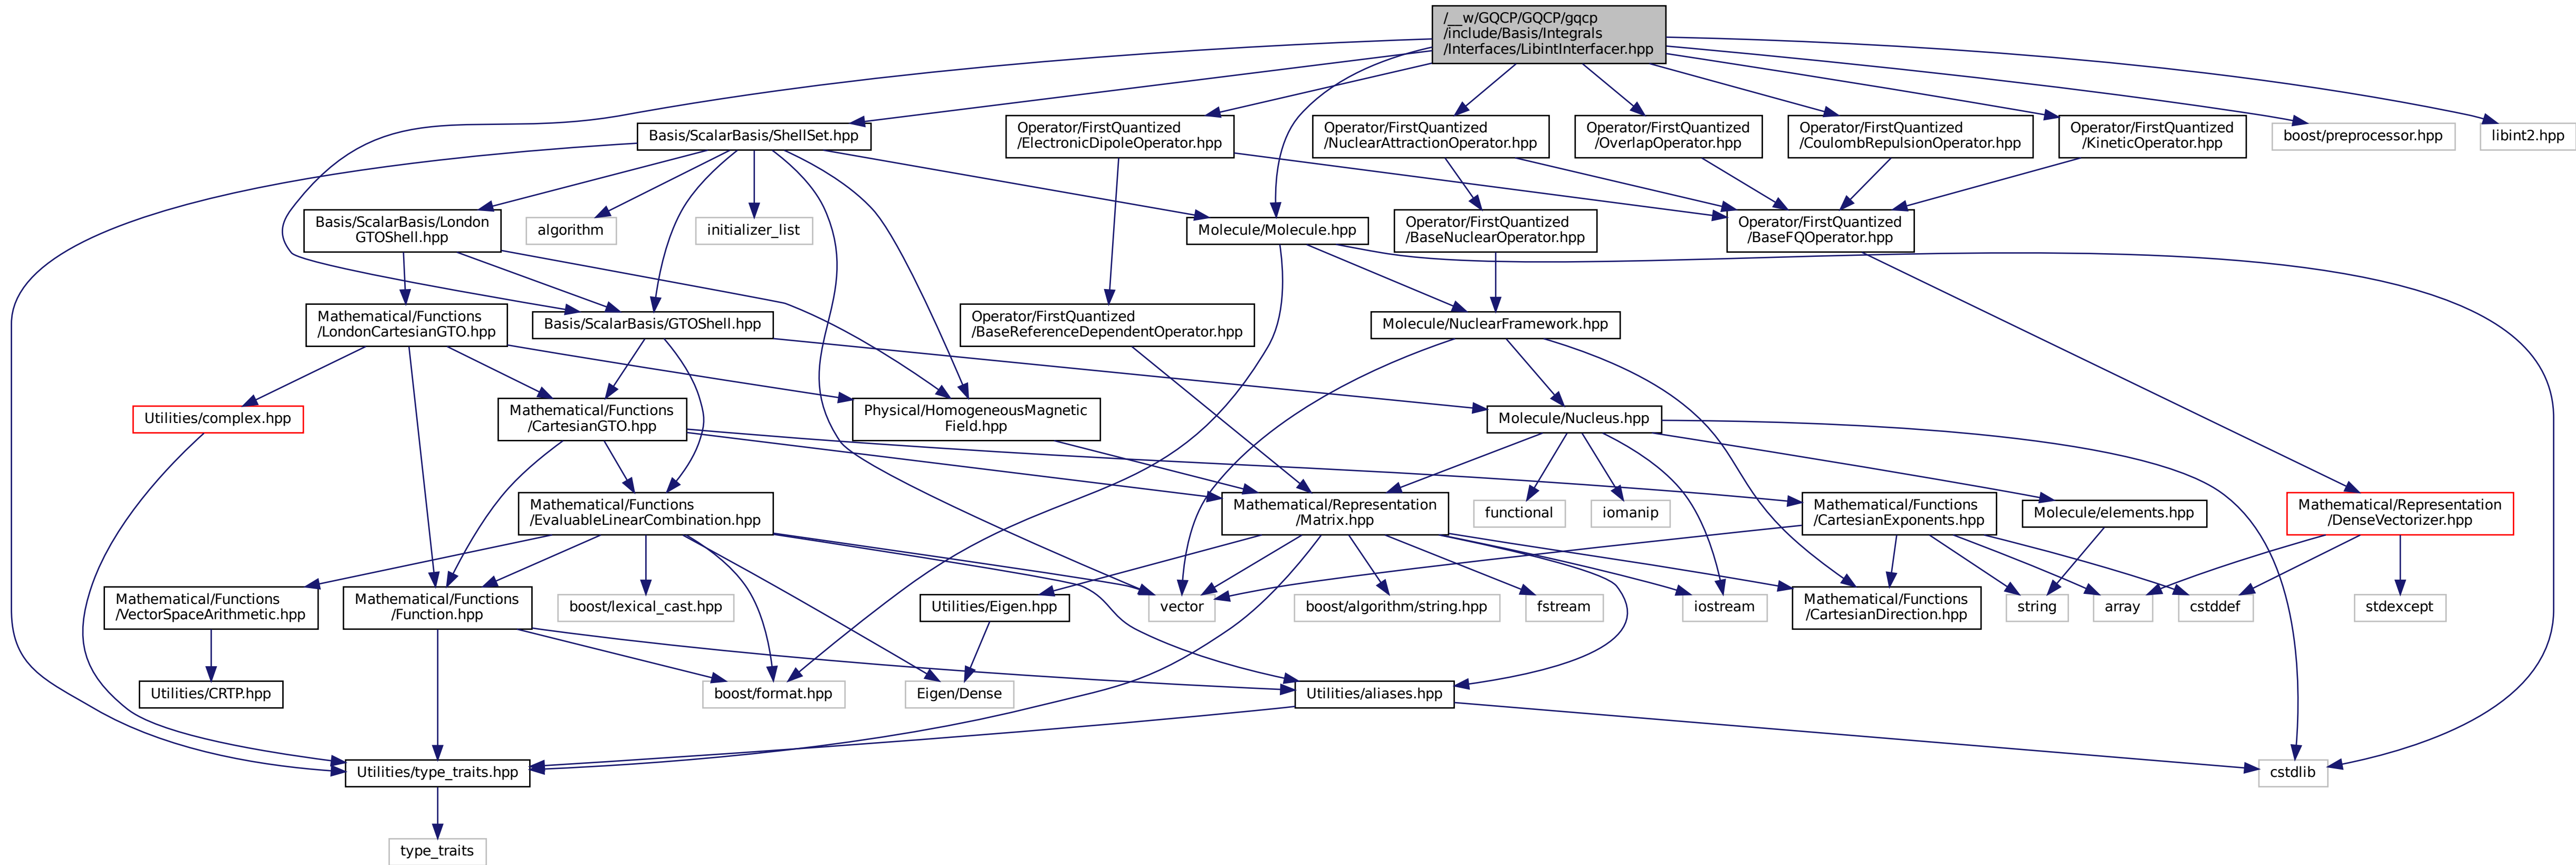 /__w/GQCP/GQCP/gqcp
/include/Basis/Integrals
/Interfaces/LibintInterfacer.hpp
Basis/ScalarBasis/ShellSet.hpp
Operator/FirstQuantized
/ElectronicDipoleOperator.hpp
Operator/FirstQuantized
/NuclearAttractionOperator.hpp
Operator/FirstQuantized
/OverlapOperator.hpp
Operator/FirstQuantized
/CoulombRepulsionOperator.hpp
Operator/FirstQuantized
/KineticOperator.hpp
boost/preprocessor.hpp
libint2.hpp
Basis/ScalarBasis/London
GTOShell.hpp
algorithm
initializer_list
Molecule/Molecule.hpp
Operator/FirstQuantized
/BaseNuclearOperator.hpp
Operator/FirstQuantized
/BaseFQOperator.hpp
Mathematical/Functions
/LondonCartesianGTO.hpp
Basis/ScalarBasis/GTOShell.hpp
Operator/FirstQuantized
/BaseReferenceDependentOperator.hpp
Molecule/NuclearFramework.hpp
Utilities/complex.hpp
Mathematical/Functions
/CartesianGTO.hpp
Physical/HomogeneousMagnetic
Field.hpp
Molecule/Nucleus.hpp
Mathematical/Functions
/EvaluableLinearCombination.hpp
Mathematical/Representation
/Matrix.hpp
functional
iomanip
Mathematical/Functions
/CartesianExponents.hpp
Molecule/elements.hpp
Mathematical/Representation
/DenseVectorizer.hpp
Mathematical/Functions
/VectorSpaceArithmetic.hpp
Mathematical/Functions
/Function.hpp
boost/lexical_cast.hpp
Utilities/Eigen.hpp
vector
boost/algorithm/string.hpp
fstream
iostream
Mathematical/Functions
/CartesianDirection.hpp
string
array
cstddef
stdexcept
Utilities/CRTP.hpp
boost/format.hpp
Eigen/Dense
Utilities/aliases.hpp
Utilities/type_traits.hpp
cstdlib
type_traits